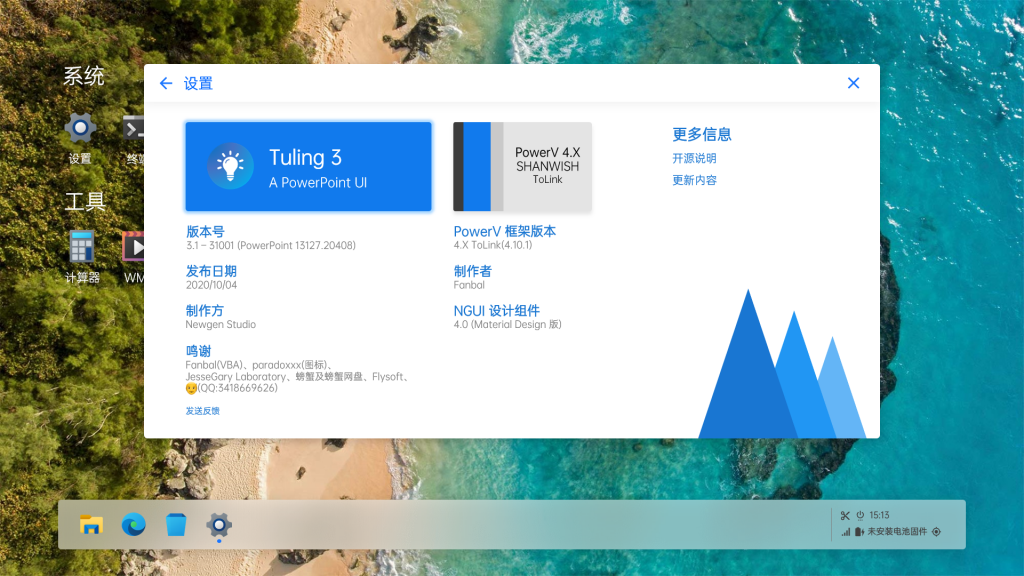 系统
设置
终端
工具
计算器
WM
设置
Tuling 3
A PowerPoint UI
版本号
3.1 – 31001 (PowerPoint 13127.20408)
发布日期
2020/10/04
制作方
Newgen Studio
鸣谢
Fanbal(VBA)、paradoxxx(图标)、
JesseGary Laboratory、螃蟹及螃蟹网盘、Flysoft、
(QQ:3418669626)
发送反馈
PowerV 4.X
SHANWISH
ToLink
PowerV 框架版本
4.X ToLink(4.10.1)
制作者
Fanbal
NGUI 设计组件
4.0 (Material Design 版)
更多信息
开源说明
更新内容
15:13
未安装电池固件